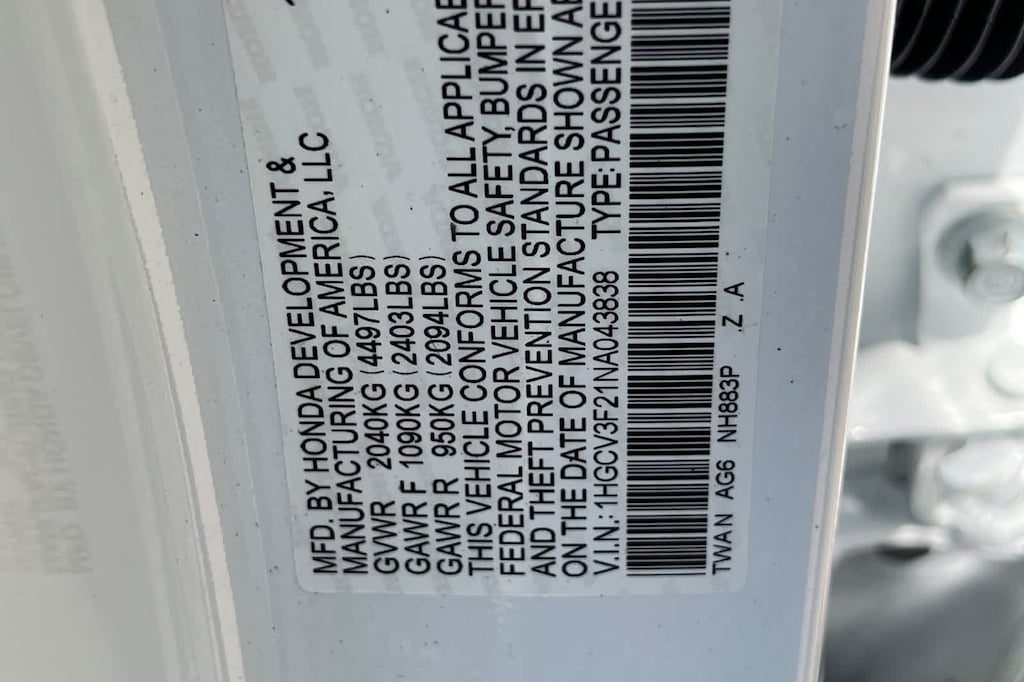 MFD. BY HONDA DEVELOPMENT &
MANUFACTURING OF AMERICA, LLC
GVWR 2040KG (4497LBS)
GAWR F 1090KG (2403LBS)
GAWR R 950KG (2094LBS)
THIS VEHICLE CONFORMS TO ALL APPLICAB
FEDERAL MOTOR VEHICLE SAFETY, BUMPER
AND THEFT PREVENTION STANDARDS IN EF
ON THE DATE OF MANUFACTURE SHOWN AB
V.I.N.: 1HGCV3F21NA043838 TYPE: PASSENGE
TWAN AG6 NH883P Z .A